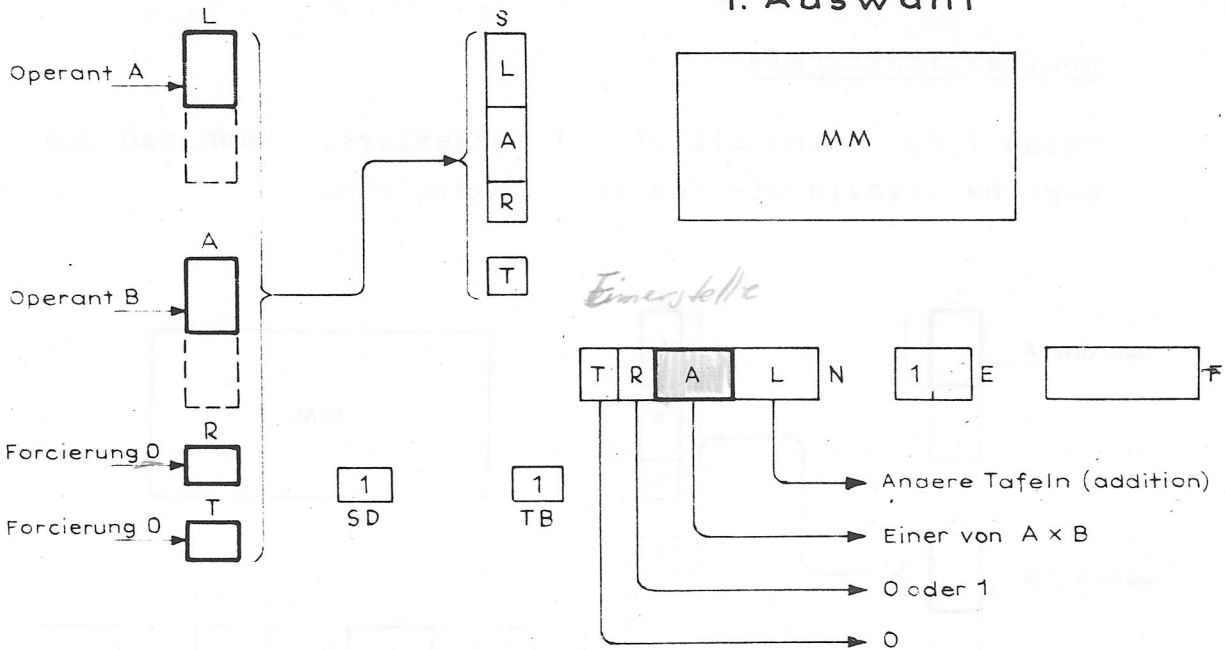 1. Auswahl
L
Operant A
S
L
A
R
T
MM
A
Operant B
Einerstelle
T R A L N
1 E
F
R
Forcierung 0
T
Forcierung 0
1
SD
1
TB
Andere Tafeln (addition)
Einer von A × B
0 oder 1
0